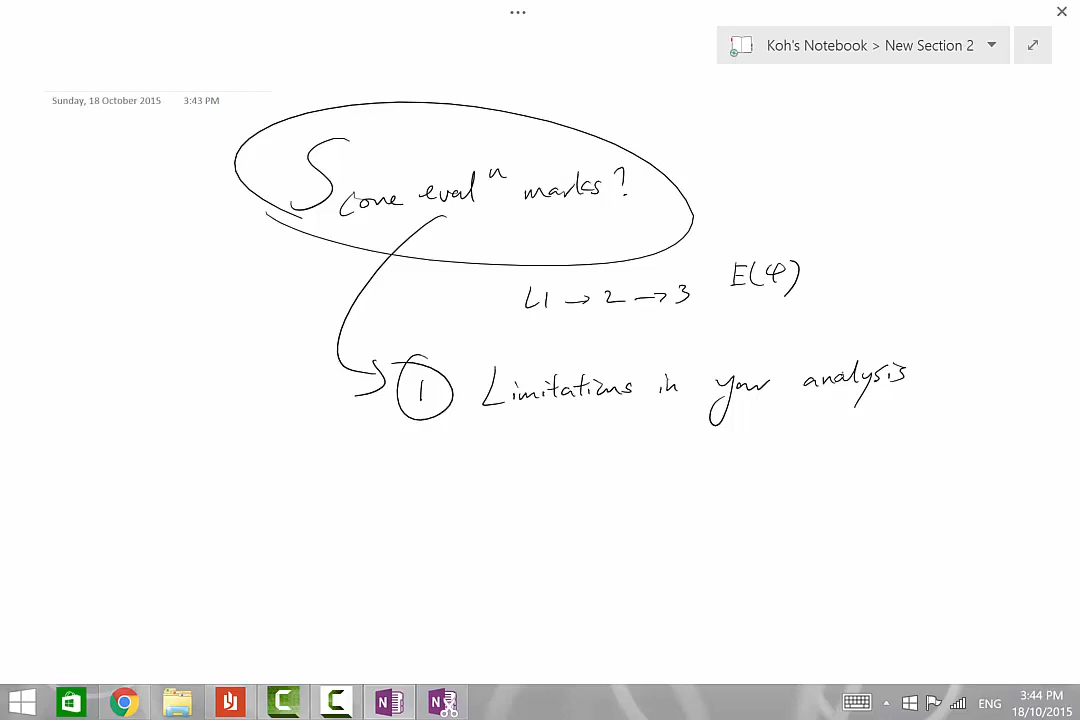 ...
Koh's Notebook > New Section 2
Sunday, 18 October 2015 3:43 PM
Score evalⁿ marks?
L1 → 2 → 3 E(4)
① Limitations in your analysis
ENG
3:44 PM
18/10/2015